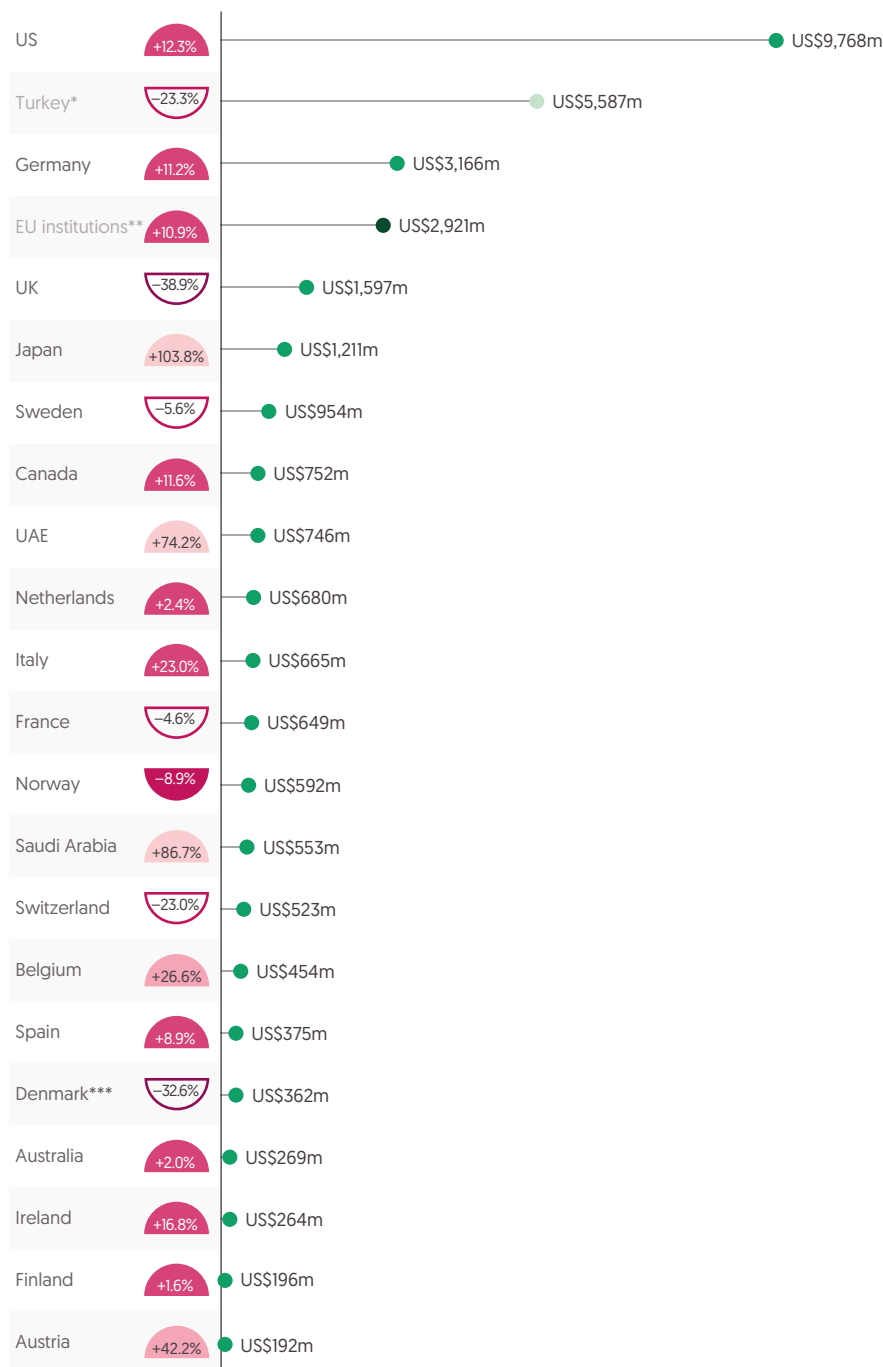 US +12.3% US$9,768m
Turkey* –23.3% US$5,587m
Germany +11.2% US$3,166m
EU institutions** +10.9% US$2,921m
UK –38.9% US$1,597m
Japan +103.8% US$1,211m
Sweden –5.6% US$954m
Canada +11.6% US$752m
UAE +74.2% US$746m
Netherlands +2.4% US$680m
Italy +23.0% US$665m
France –4.6% US$649m
Norway –8.9% US$592m
Saudi Arabia +86.7% US$553m
Switzerland –23.0% US$523m
Belgium +26.6% US$454m
Spain +8.9% US$375m
Denmark*** –32.6% US$362m
Australia +2.0% US$269m
Ireland +16.8% US$264m
Finland +1.6% US$196m
Austria +42.2% US$192m